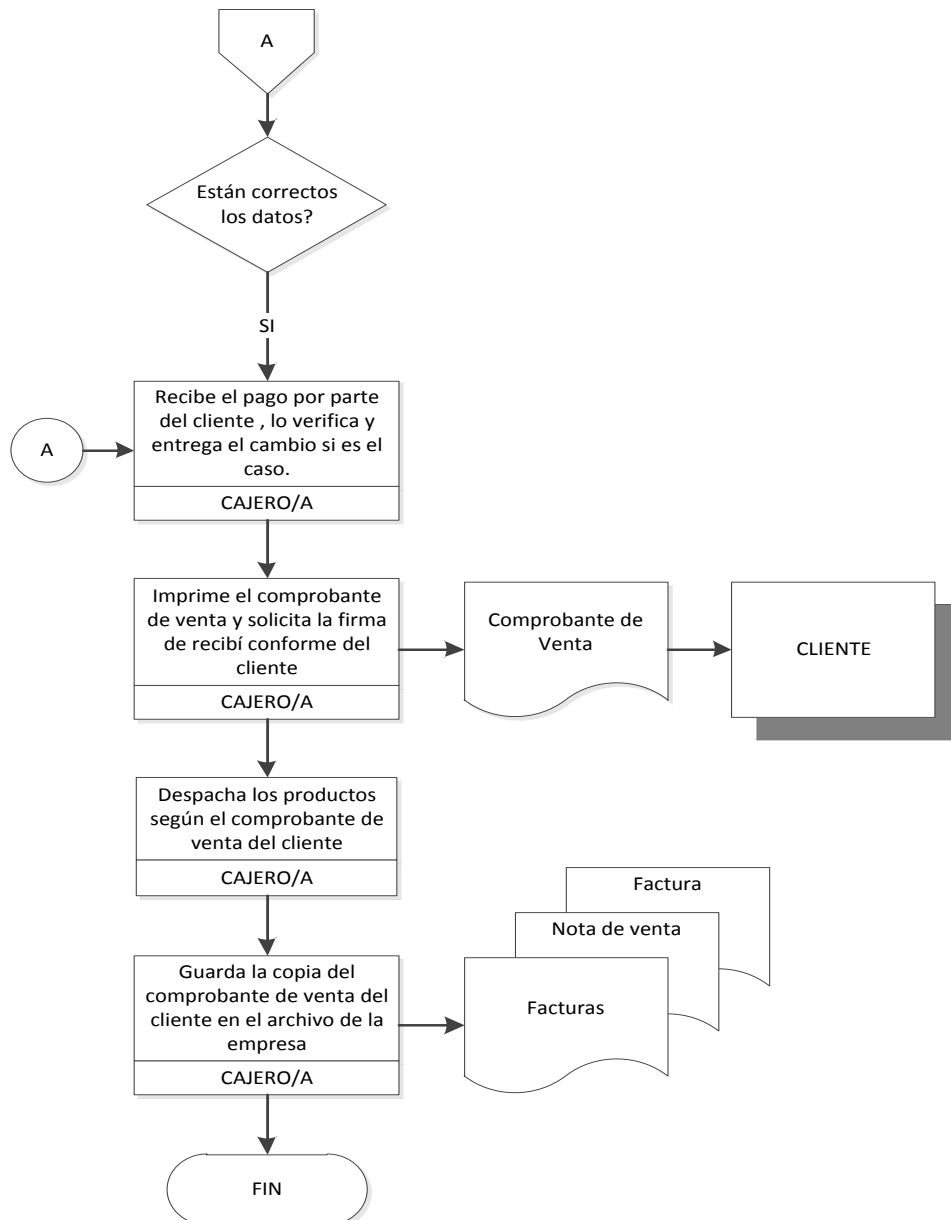 A
Están correctos
los datos?
SI
Recibe el pago por parte
del cliente , lo verifica y
entrega el cambo si es el
caso.
CAJERO/A
A
Imprime el comprobante
de venta y solicita la firma
de recibí conforme del
cliente
CAJERO/A
Comprobante de
Venta
CLIENTE
Despacha los productos
según el comprobante de
venta del cliente
CAJERO/A
Factura
Nota de venta
Facturas
Guarda la copia del
comprobante de venta del
cliente en el archivo de la
empresa
CAJERO/A
FIN